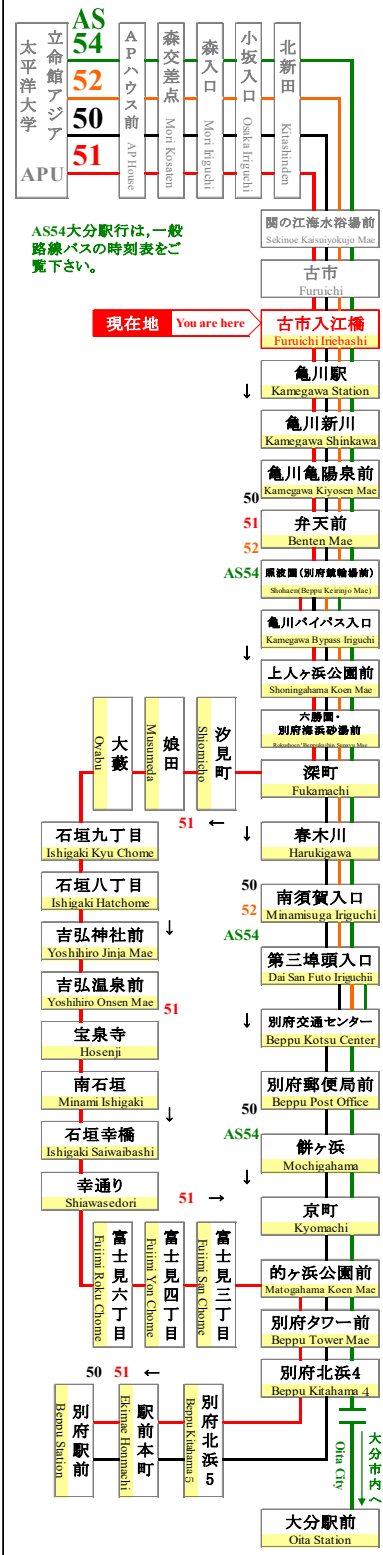 AS
54
52
50
51
立命館アジア
太平洋大学
APU
APハウス前
AP House
森交差点
Mori Kosaten
森入口
Mori Iriguchi
小坂入口
Osaka Iriguchi
北新田
Kitashinden
AS54大分駅行は,一般
路線バスの時刻表をご
覧下さい。
関の江海水浴場前
Sekinoe Kaisuiyokujo Mae
古市
Furuichi
現在地
You are here
古市入江橋
Furuichi Iriebashi
↓
亀川駅
Kamegawa Station
亀川新川
Kamegawa Shinkawa
亀川亀陽泉前
Kamegawa Kiyosen Mae
50
51
52
AS54
弁天前
Benten Mae
照波園(別府競輪場前)
Shohaen(Beppu Keirinjo Mae)
亀川バイパス入口
Kamegawa Bypass Iriguchi
↓
上人ヶ浜公園前
Shoningahama Koen Mae
六勝園・
別府海浜砂湯前
深町
Fukamachi
汐見町
Shiomicho
娘田
Musumeda
大藪
Oyabu
51 ←
石垣九丁目
Ishigaki Kyu Chome
石垣八丁目
Ishigaki Hatchome
↓
吉弘神社前
Yoshihiro Jinja Mae
吉弘温泉前
Yoshihiro Onsen Mae
51
宝泉寺
Hosenji
南石垣
Minami Ishigaki
↓
石垣幸橋
Ishigaki Saiwaibashi
幸通り
Shiawasedori
51 →
富士見六丁目
Fujimi Roku Chome
富士見四丁目
Fujimi Yon Chome
富士見三丁目
Fujimi San Chome
↓
春木川
Harukigawa
50
52
AS54
南須賀入口
Minamisuga Iriguchi
第三埠頭入口
Dai San Futo Iriguchii
↓
別府交通センター
Beppu Kotsu Center
別府郵便局前
Beppu Post Office
50
AS54
餅ヶ浜
Mochigahama
↓
京町
Kyomachi
的ヶ浜公園前
Matogahama Koen Mae
別府タワー前
Beppu Tower Mae
別府北浜4
Beppu Kitahama 4
50 51 ←
別府北浜5
Beppu Kitahama 5
駅前本町
Ekimae Honmachi
別府駅前
Beppu Station
大分市内へ
Oita City
大分駅前
Oita Station